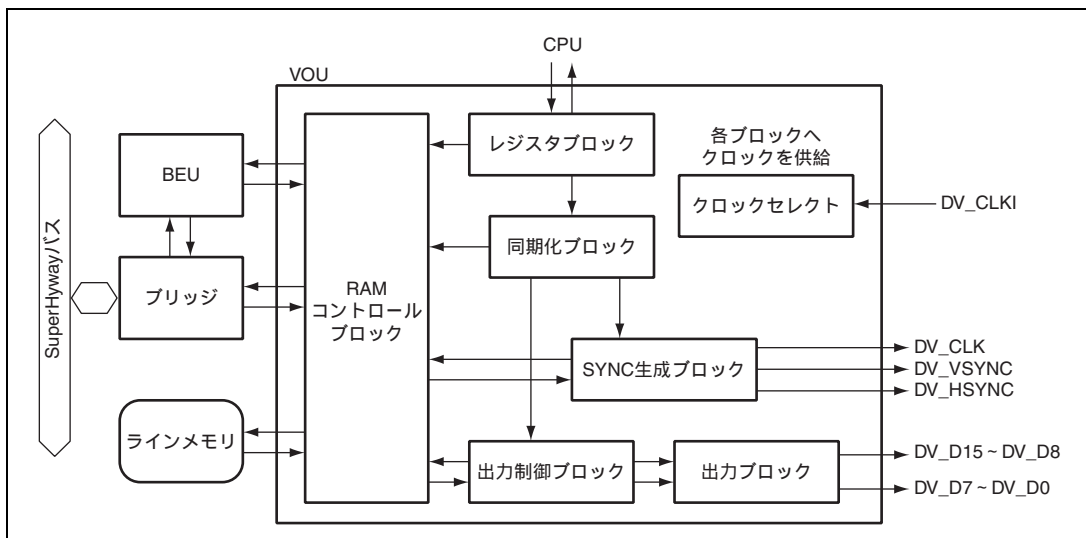 CPU
VOU
SuperHywayバス
BEU
ブリッジ
ラインメモリ
RAM
コントロール
ブロック
レジスタブロック
各ブロックへ
クロックを供給
クロックセレクト
DV_CLKI
同期化ブロック
SYNC生成ブロック
DV_CLK
DV_VSYNC
DV_HSYNC
出力制御ブロック
出力ブロック
DV_D15～DV_D8
DV_D7～DV_D0